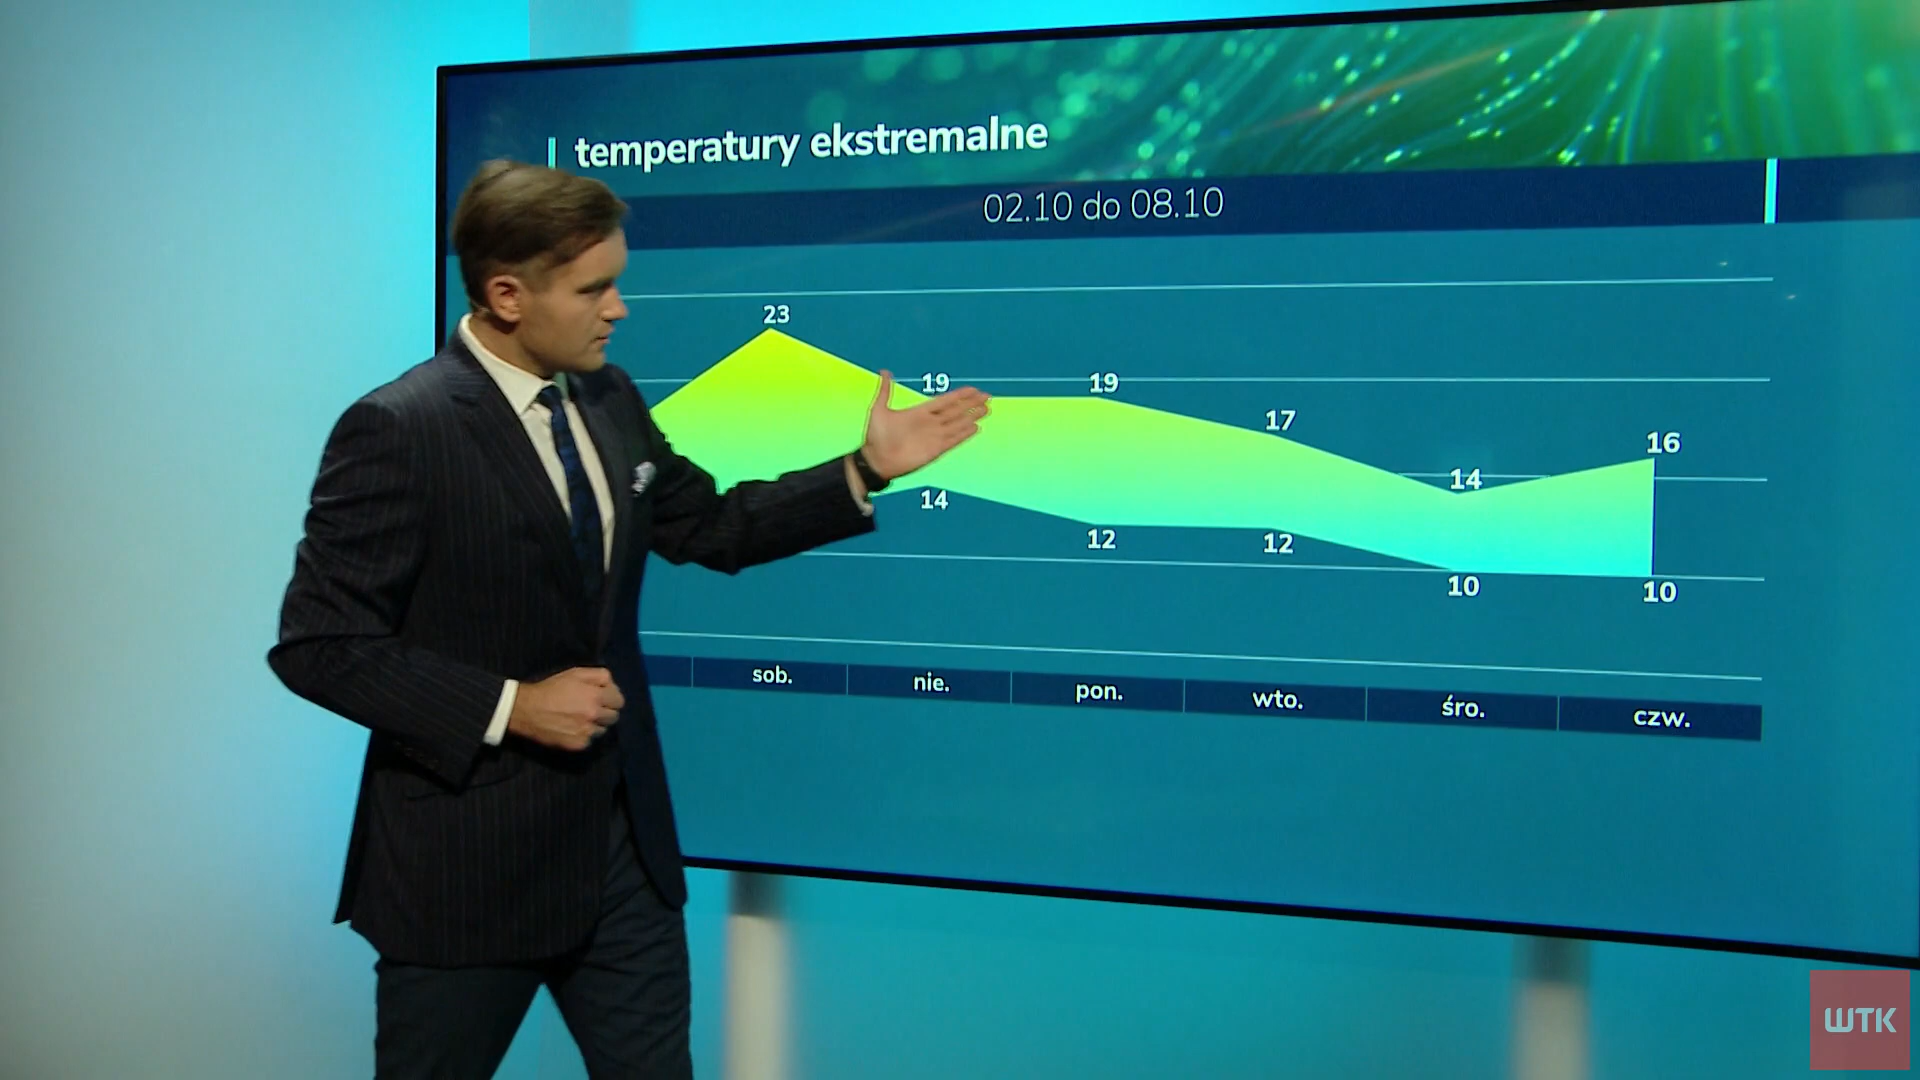 temperatury ekstremalne
02.10 do 08.10
23
19
19
17
14
16
14
12
12
10
10
sob. nie. pon. wto. śro. czw.
WTK